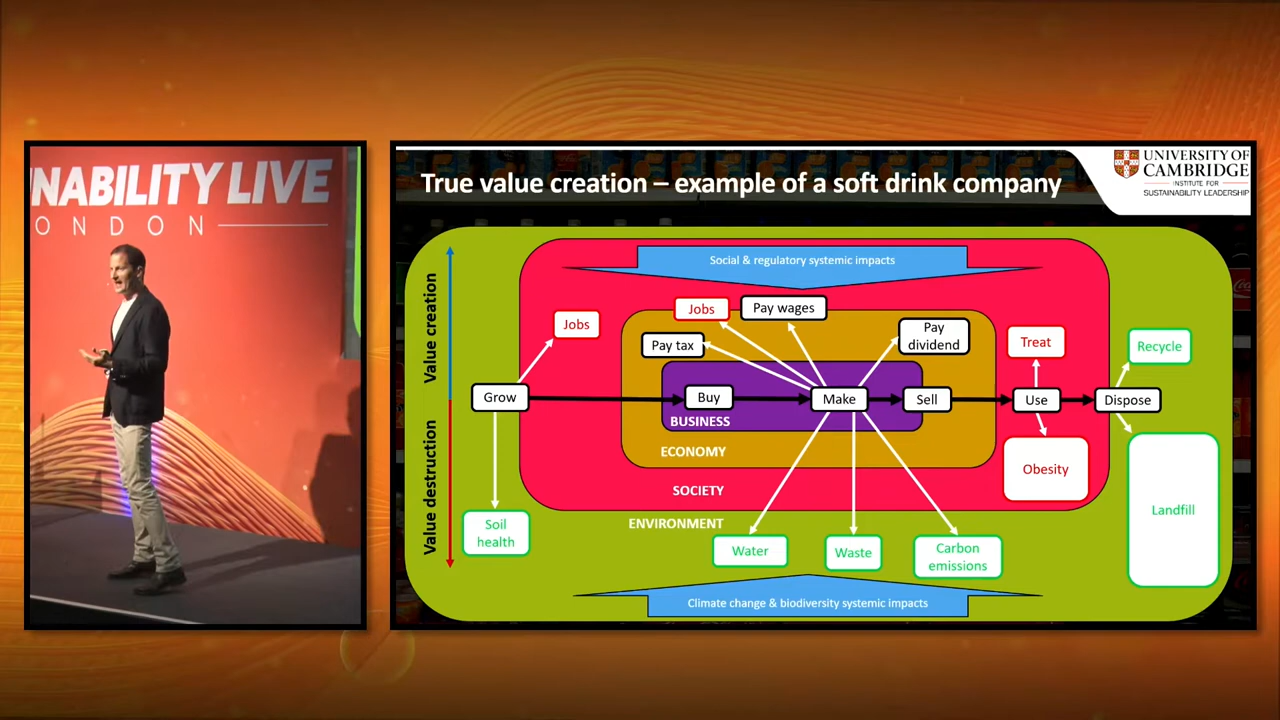 NABILITY LIVE
ONDON
True value creation – example of a soft drink company
UNIVERSITY OF
CAMBRIDGE
INSTITUTE FOR
SUSTAINABILITY LEADERSHIP
Value creation
Value destruction
Social & regulatory systemic impacts
Jobs
Jobs
Pay wages
Pay tax
Pay
dividend
Treat
Recycle
Grow
Buy
Make
Sell
Use
Dispose
BUSINESS
ECONOMY
SOCIETY
ENVIRONMENT
Obesity
Landfill
Soil
health
Water
Waste
Carbon
emissions
Climate change & biodiversity systemic impacts